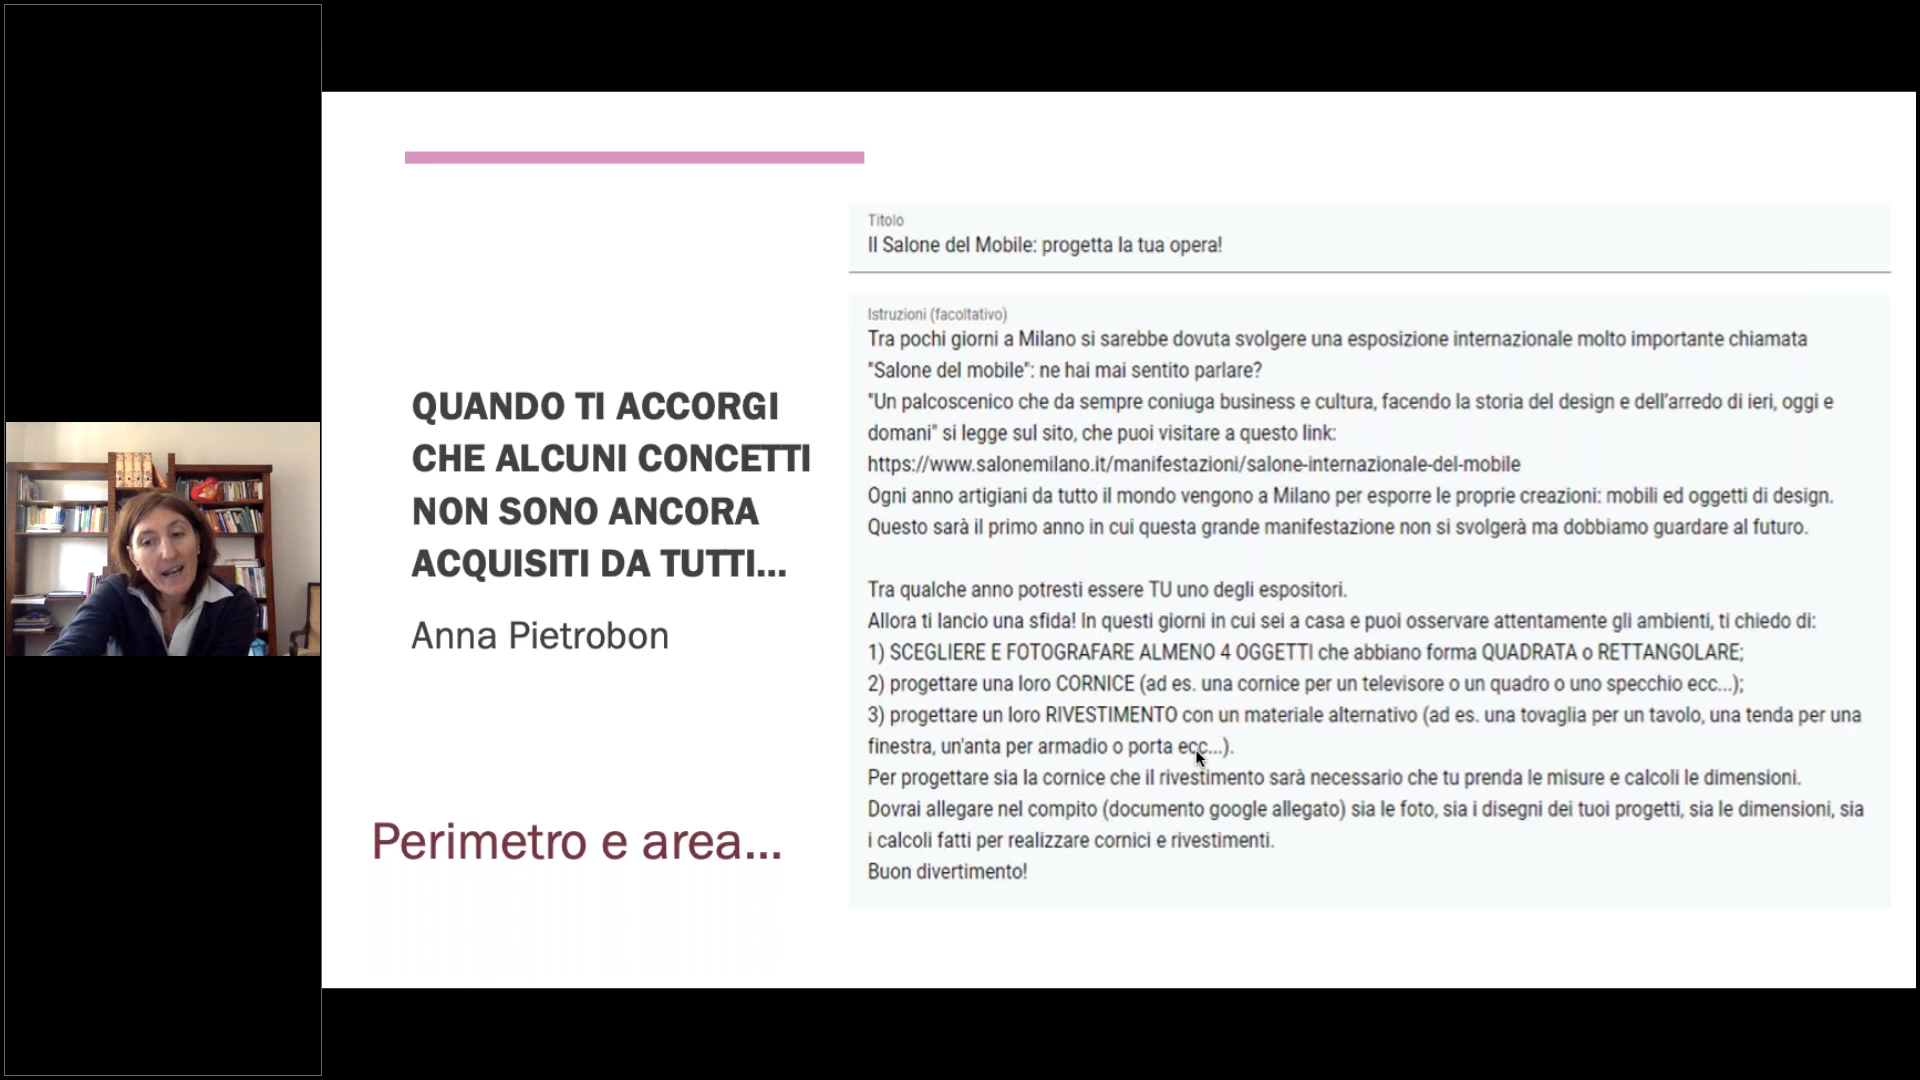 QUANDO TI ACCORGI
CHE ALCUNI CONCETTI
NON SONO ANCORA
ACQUISITI DA TUTTI...
Anna Pietrobon
Perimetro e area...
Titolo
Il Salone del Mobile: progetta la tua opera!
Istruzioni (facoltativo)
Tra pochi giorni a Milano si sarebbe dovuta svolgere una esposizione internazionale molto importante chiamata
"Salone del mobile": ne hai mai sentito parlare?
"Un palcoscenico che da sempre coniuga business e cultura, facendo la storia del design e dell'arredo di ieri, oggi e
domani" si legge sul sito, che puoi visitare a questo link:
https://www.salonemilano.it/manifestazioni/salone-internazionale-del-mobile
Ogni anno artigiani da tutto il mondo vengono a Milano per esporre le proprie creazioni: mobili ed oggetti di design.
Questo sarà il primo anno in cui questa grande manifestazione non si svolgerà ma dobbiamo guardare al futuro.
Tra qualche anno potresti essere TU uno degli espositori.
Allora ti lancio una sfida! In questi giorni in cui sei a casa e puoi osservare attentamente gli ambienti, ti chiedo di:
1) SCEGLIERE E FOTOGRAFARE ALMENO 4 OGGETTI che abbiano forma QUADRATA o RETTANGOLARE;
2) progettare una loro CORNICE (ad es. una cornice per un televisore o un quadro o uno specchio ecc...);
3) progettare un loro RIVESTIMENTO con un materiale alternativo (ad es. una tovaglia per un tavolo, una tenda per una
finestra, un'anta per armadio o porta ecc...).
Per progettare sia la cornice che il rivestimento sarà necessario che tu prenda le misure e calcoli le dimensioni.
Dovrai allegare nel compito (documento google allegato) sia le foto, sia i disegni dei tuoi progetti, sia le dimensioni, sia
i calcoli fatti per realizzare cornici e rivestimenti.
Buon divertimento!